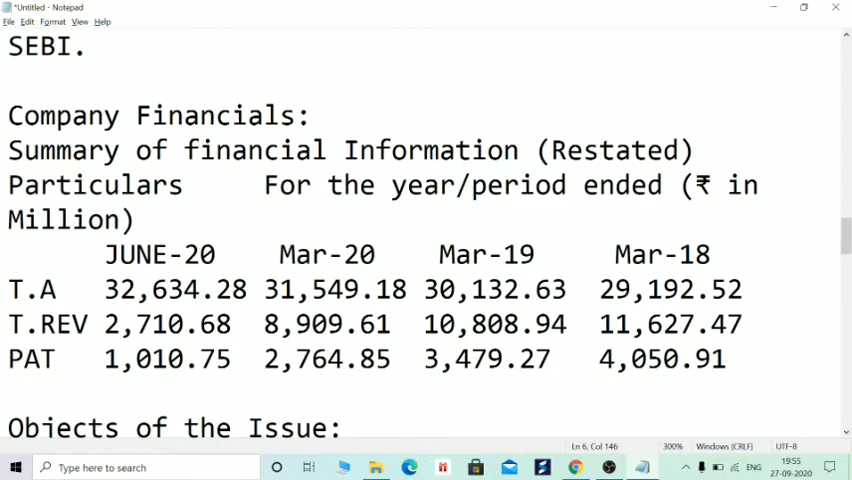 *Untitled - Notepad
File Edit Format View Help
SEBI.
Company Financials:
Summary of financial Information (Restated)
Particulars For the year/period ended (₹ in
Million)
JUNE-20 Mar-20 Mar-19 Mar-18
T.A 32,634.28 31,549.18 30,132.63 29,192.52
T.REV 2,710.68 8,909.61 10,808.94 11,627.47
PAT 1,010.75 2,764.85 3,479.27 4,050.91
Objects of the Issue:
Ln 6, Col 146 300% Windows (CRLF) UTF-8
Type here to search ENG 19:55
27-09-2020